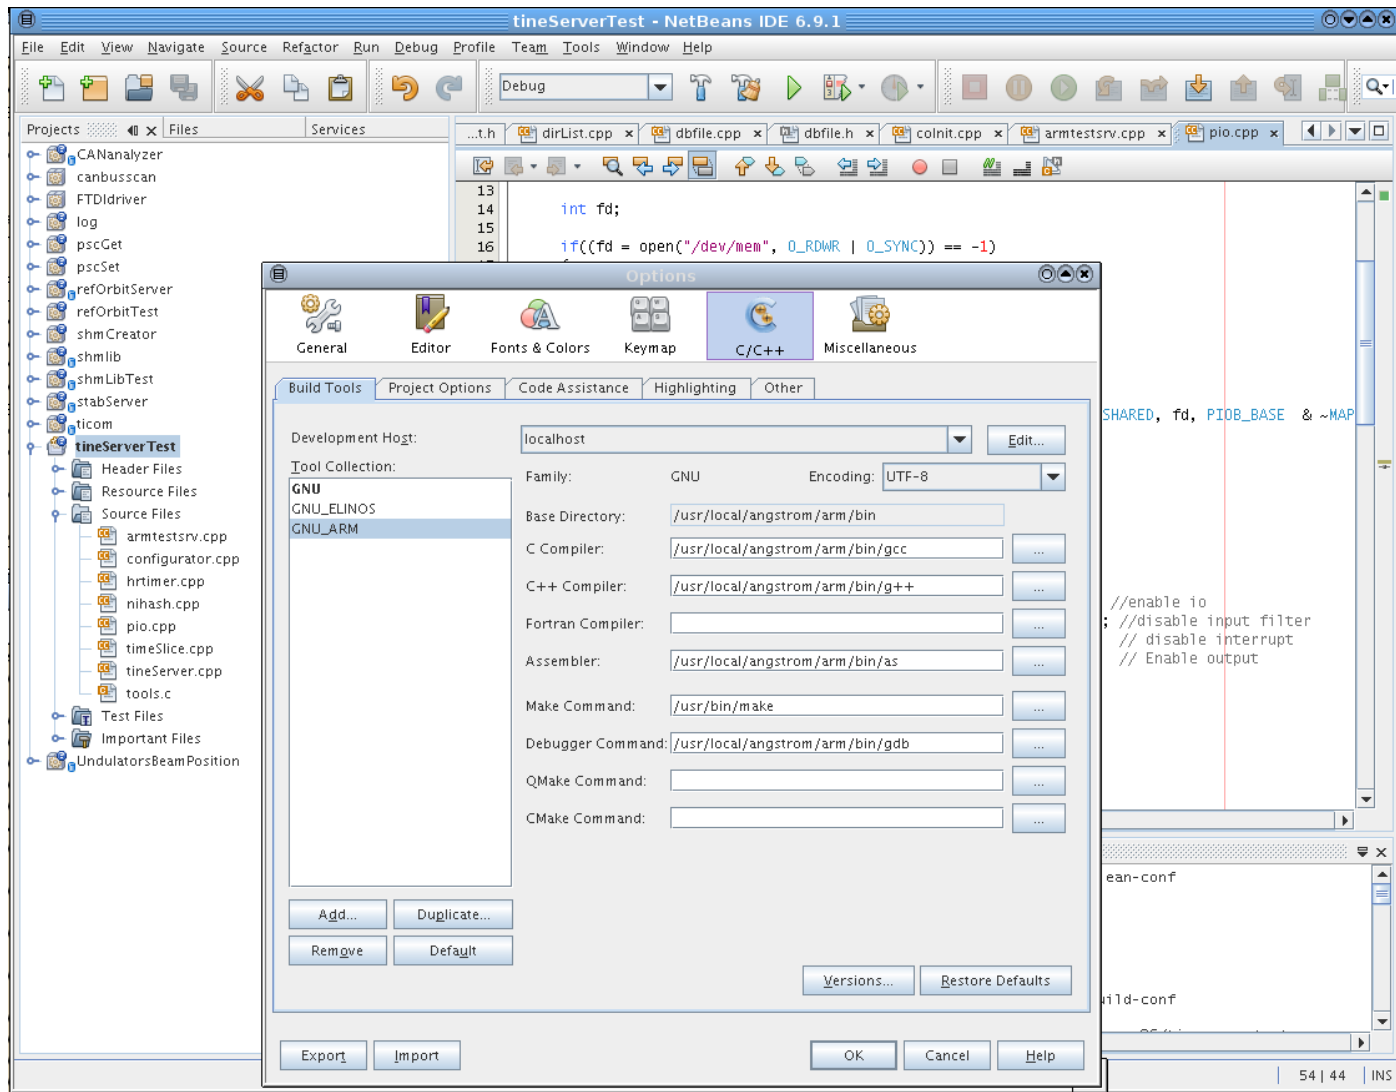 tineServerTest - NetBeans IDE 6.9.1
File Edit View Navigate Source Refactor Run Debug Profile Team Tools Window Help
Debug
Projects Files Services
...t.h dirList.cpp dbfile.cpp dbfile.h colnit.cpp armtestsrv.cpp pio.cpp
CANanalyzer
canbusscan
FTDIdriver
log
pscGet
pscSet
refOrbitServer
refOrbitTest
shmCreator
shmlib
shmLibTest
stabServer
ticom
tineServerTest
Header Files
Resource Files
Source Files
armtestsrv.cpp
configurator.cpp
hrtimer.cpp
nihash.cpp
pio.cpp
timeSlice.cpp
tineServer.cpp
tools.c
Test Files
Important Files
UndulatorsBeamPosition
13
14 int fd;
15
16 if((fd = open("/dev/mem", O_RDWR | O_SYNC)) == -1)
SHARED, fd, PIOB_BASE & ~MAP
//enable io
; //disable input filter
// disable interrupt
// Enable output
Options
General Editor Fonts & Colors Keymap C/C++ Miscellaneous
Build Tools Project Options Code Assistance Highlighting Other
Development Host: localhost Edit...
Tool Collection:
GNU
GNU_ELINOS
GNU_ARM
Family: GNU Encoding: UTF-8
Base Directory: /usr/local/angstrom/arm/bin
C Compiler: /usr/local/angstrom/arm/bin/gcc ...
C++ Compiler: /usr/local/angstrom/arm/bin/g++ ...
Fortran Compiler: ...
Assembler: /usr/local/angstrom/arm/bin/as ...
Make Command: /usr/bin/make ...
Debugger Command: /usr/local/angstrom/arm/bin/gdb ...
QMake Command: ...
CMake Command: ...
Add... Duplicate...
Remove Default
Versions... Restore Defaults
Export Import OK Cancel Help
ean-conf
uild-conf
54 | 44 INS